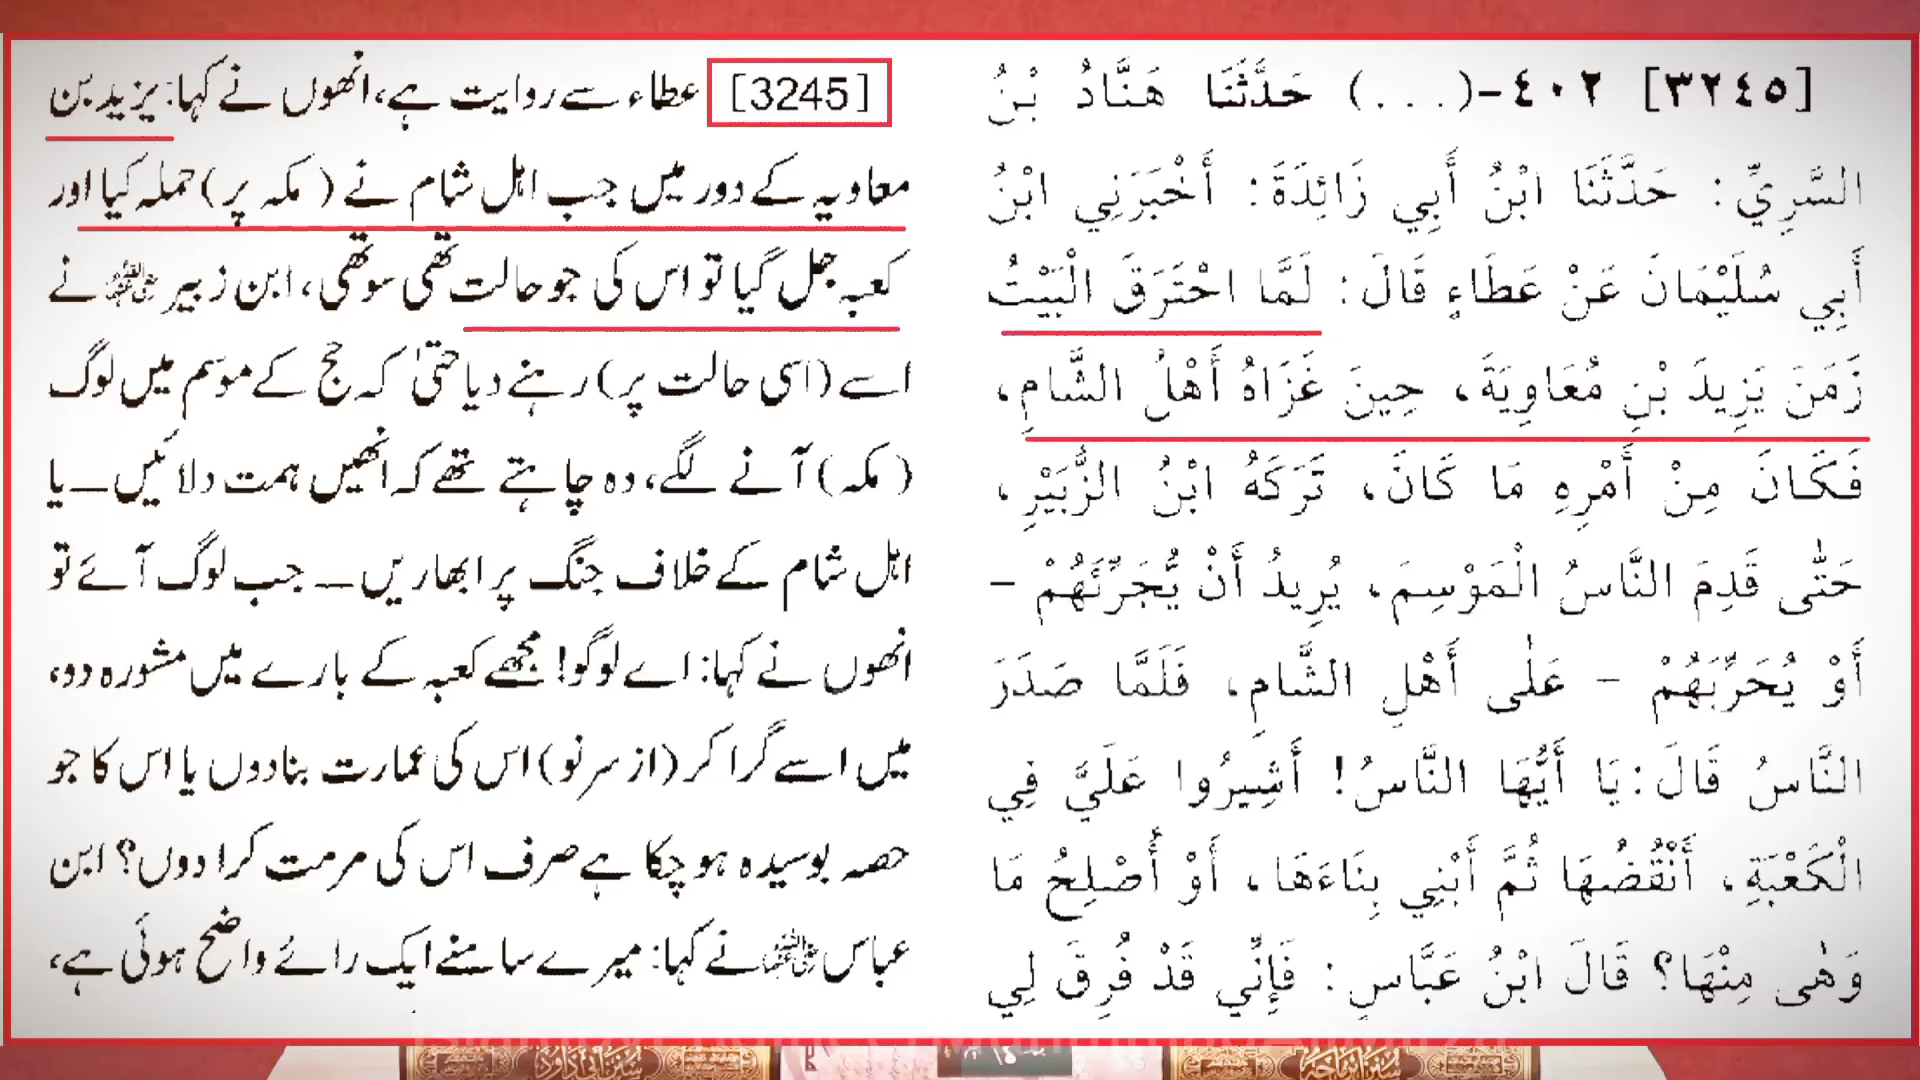 [٣٢٤٥] ٤٠٢-(...) حَدَّثَنَا هَنَّادُ بْنُ
السَّرِيِّ: حَدَّثَنَا ابْنُ أَبِي زَائِدَةَ: أَخْبَرَنِي ابْنُ
أَبِي سُلَيْمَانَ عَنْ عَطَاءٍ قَالَ: لَمَّا احْتَرَقَ الْبَيْتُ
زَمَنَ يَزِيدَ بْنِ مُعَاوِيَةَ، حِينَ غَزَاهُ أَهْلُ الشَّامِ،
فَكَانَ مِنْ أَمْرِهِ مَا كَانَ، تَرَكَهُ ابْنُ الزُّبَيْرِ،
حَتّٰى قَدِمَ النَّاسُ الْمَوْسِمَ، يُرِيدُ أَنْ يُّجَرِّئَهُمْ -
أَوْ يُحَرِّبَهُمْ - عَلٰى أَهْلِ الشَّامِ، فَلَمَّا صَدَرَ
النَّاسُ قَالَ: يَا أَيُّهَا النَّاسُ! أَشِيرُوا عَلَيَّ فِي
الْكَعْبَةِ، أَنْقُضُهَا ثُمَّ أَبْنِي بِنَاءَهَا، أَوْ أُصْلِحُ مَا
وَهٰى مِنْهَا؟ قَالَ ابْنُ عَبَّاسٍ: فَإِنِّي قَدْ فُرِقَ لِي
[3245] عطاء سے روایت ہے، انھوں نے کہا: یزید بن
معاویہ کے دور میں جب اہل شام نے (مکہ پر) حملہ کیا اور
کعبہ جل گیا تو اس کی جو حالت تھی سو تھی، ابن زبیر رضی اللہ عنہ نے
اسے (اسی حالت پر) رہنے دیا حتیٰ کہ حج کے موسم میں لوگ
(مکہ) آنے لگے، وہ چاہتے تھے کہ انھیں ہمت دلائیں۔ یا
اہل شام کے خلاف جنگ پر ابھاریں۔ جب لوگ آئے تو
انھوں نے کہا: اے لوگو! مجھے کعبہ کے بارے میں مشورہ دو،
میں اسے گرا کر (از سر نو) اس کی عمارت بنا دوں یا اس کا جو
حصہ بوسیدہ ہو چکا ہے صرف اس کی مرمت کرا دوں؟ ابن
عباس رضی اللہ عنہ نے کہا: میرے سامنے ایک رائے واضح ہوئی ہے،
سنن ابی داود
سنن ابن ماجہ